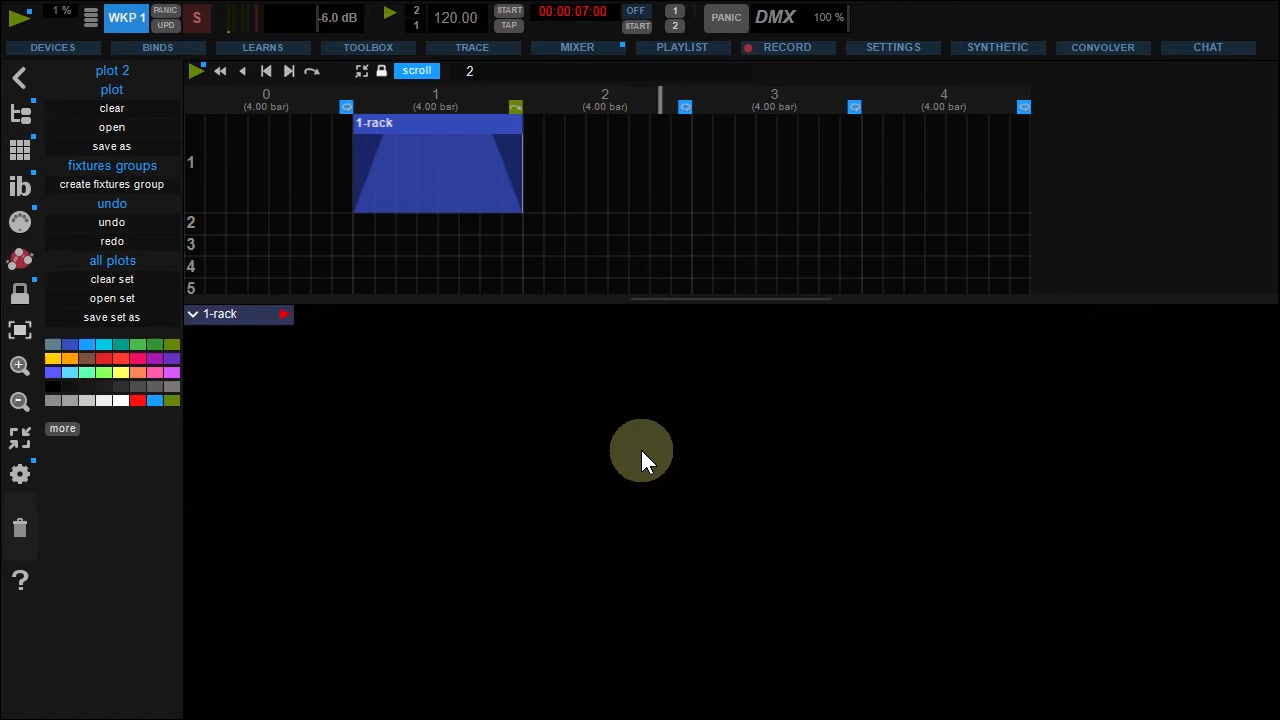 1 % WKP 1 PANIC UPD S -6.0 dB 2 1 120.00 START TAP 00:00:07:00 OFF START 1 2 PANIC DMX 100 %
DEVICES BINDS LEARNS TOOLBOX TRACE MIXER PLAYLIST RECORD SETTINGS SYNTHETIC CONVOLVER CHAT
plot 2
scroll 2
plot
clear
open
save as
fixtures groups
create fixtures group
undo
undo
redo
all plots
clear set
open set
save set as
more
ib
?
0 1 2 3 4
(4.00 bar) (4.00 bar) (4.00 bar) (4.00 bar) (4.00 bar)
1-rack
1
2
3
4
5
1-rack